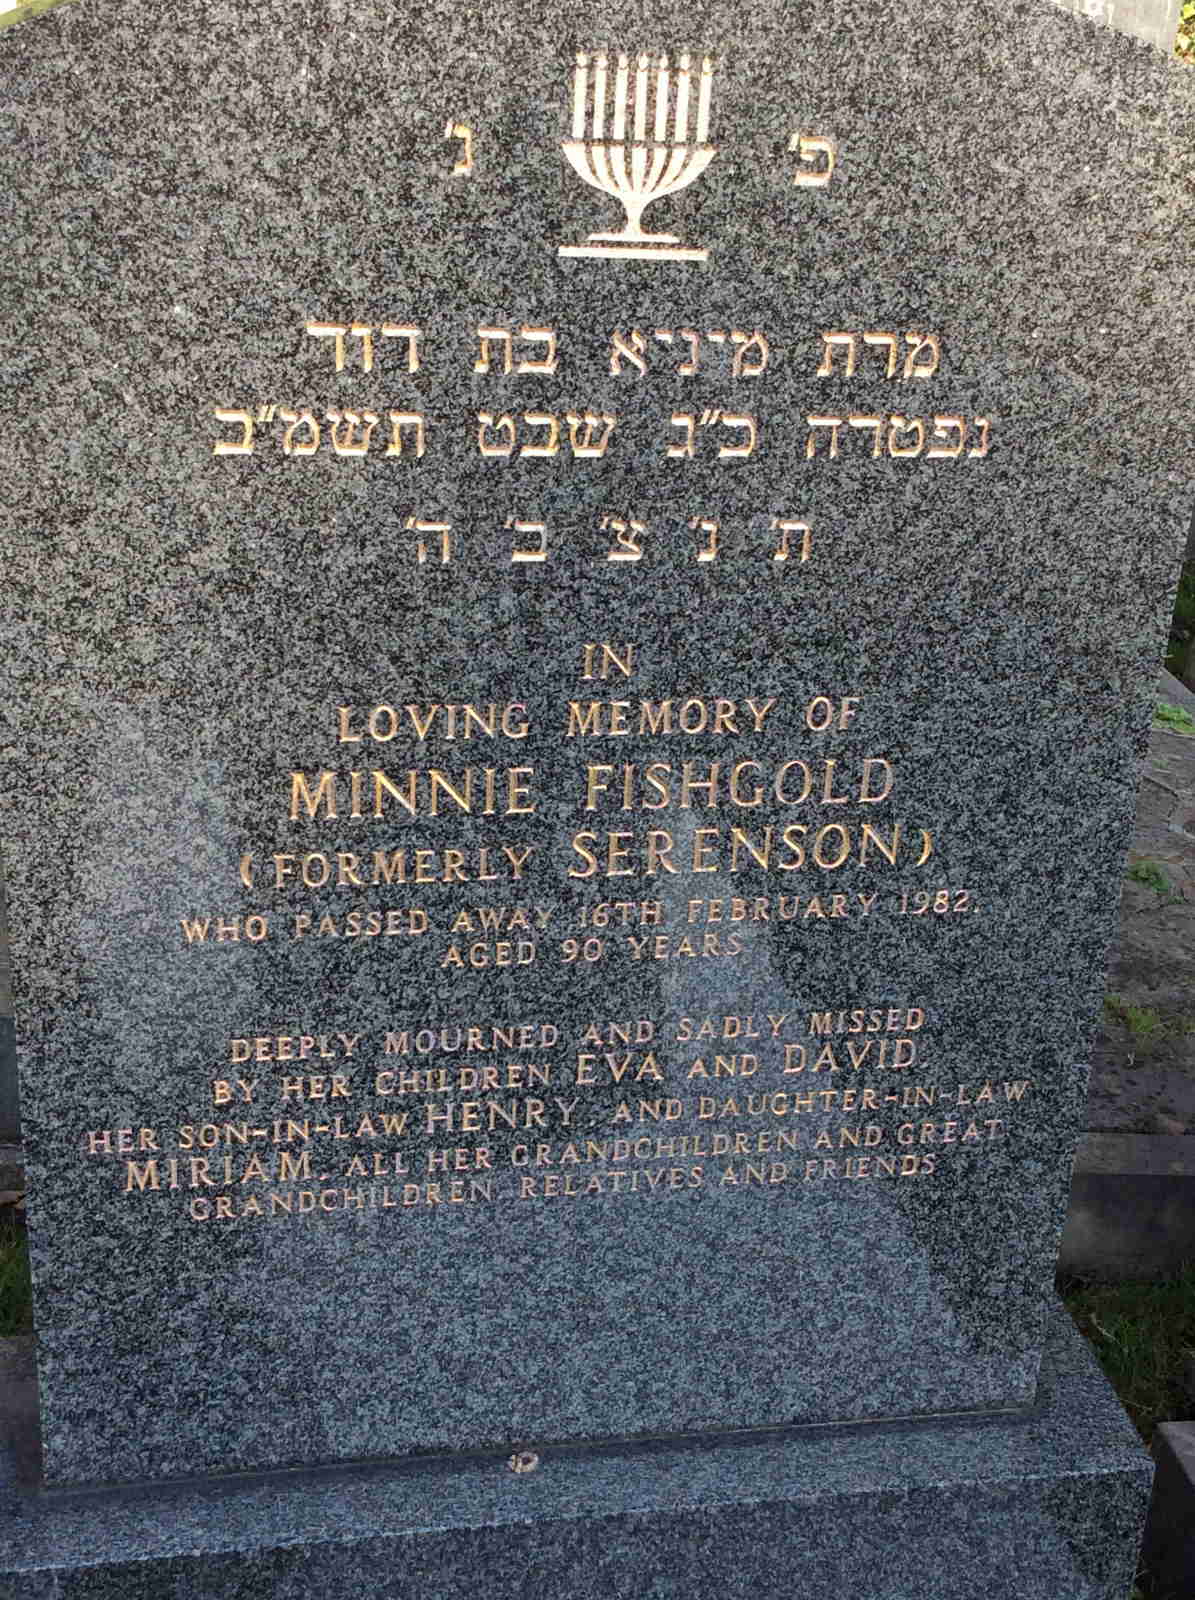 פ' נ'
מרת מיניא בת דוד
נפטרה כ"ג שבט תשמ"ב
ת' נ' צ' ב' ה'
IN
LOVING MEMORY OF
MINNIE FISHGOLD
(FORMERLY SERENSON)
WHO PASSED AWAY 16TH FEBRUARY 1982.
AGED 90 YEARS
DEEPLY MOURNED AND SADLY MISSED
BY HER CHILDREN EVA AND DAVID
HER SON-IN-LAW HENRY, AND DAUGHTER-IN-LAW
MIRIAM, ALL HER GRANDCHILDREN AND GREAT
GRANDCHILDREN RELATIVES AND FRIENDS